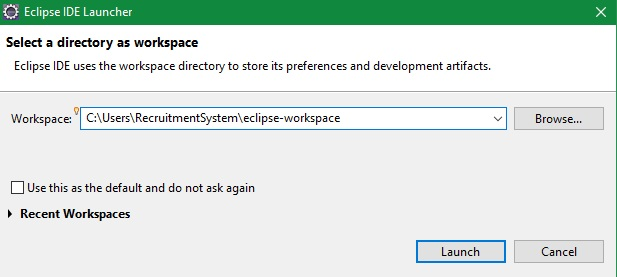 Eclipse IDE Launcher
Select a directory as workspace
Eclipse IDE uses the workspace directory to store its preferences and development artifacts.
Workspace: C:\Users\RecruitmentSystem\eclipse-workspace Browse...
Use this as the default and do not ask again
Recent Workspaces
Launch Cancel